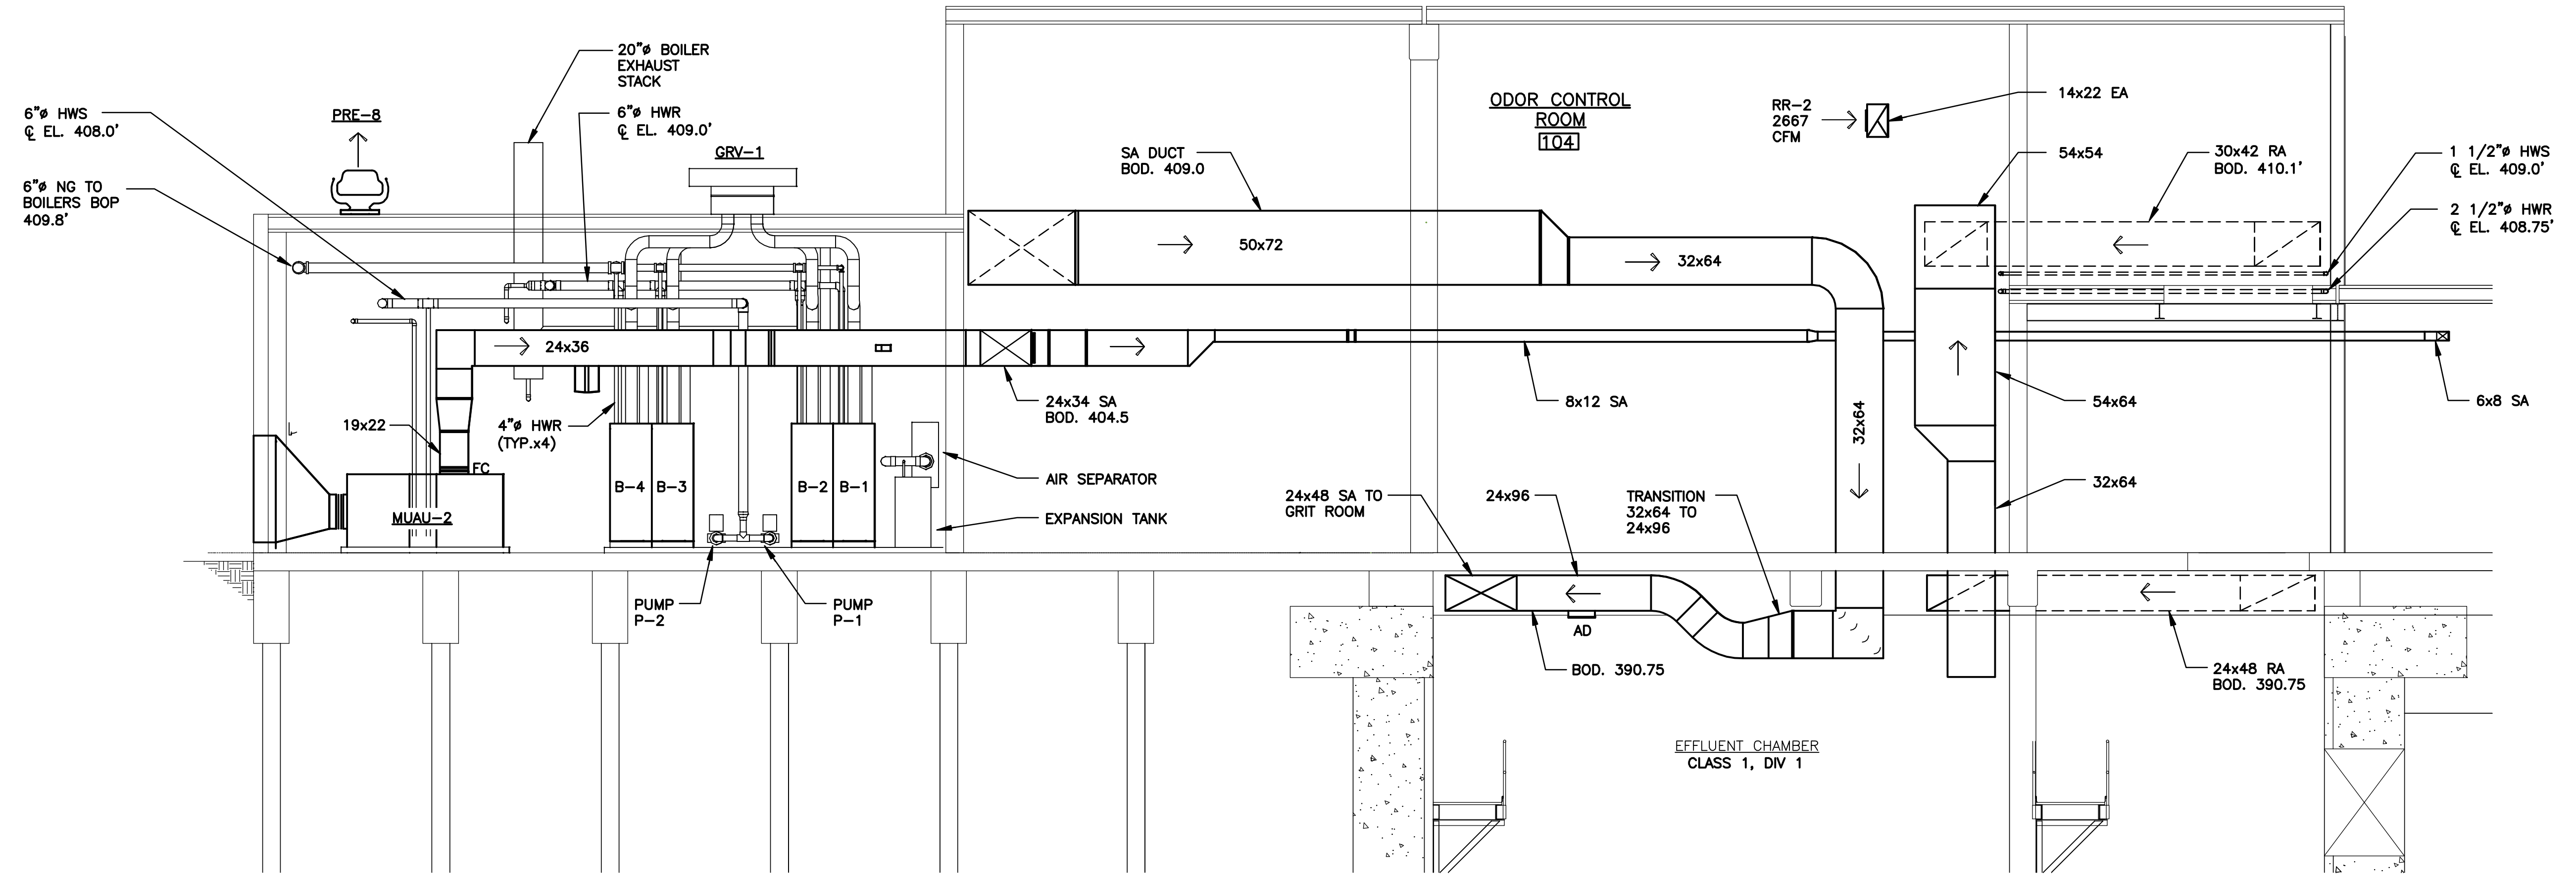 20"ø BOILER
EXHAUST
STACK
6"ø HWS
℄ EL. 408.0'
PRE-8
6"ø HWR
℄ EL. 409.0'
GRV-1
6"ø NG TO
BOILERS BOP
409.8'
SA DUCT
BOD. 409.0
ODOR CONTROL
ROOM
104
RR-2
2667
CFM
14x22 EA
54x54
30x42 RA
BOD. 410.1'
1 1/2"ø HWS
℄ EL. 409.0'
2 1/2"ø HWR
℄ EL. 408.75'
50x72
32x64
24x36
19x22
FC
4"ø HWR
(TYP.x4)
24x34 SA
BOD. 404.5
8x12 SA
32x64
54x64
6x8 SA
MUAU-2
B-4
B-3
B-2
B-1
AIR SEPARATOR
EXPANSION TANK
24x48 SA TO
GRIT ROOM
24x96
TRANSITION
32x64 TO
24x96
32x64
PUMP
P-2
PUMP
P-1
AD
BOD. 390.75
24x48 RA
BOD. 390.75
EFFLUENT CHAMBER
CLASS 1, DIV 1